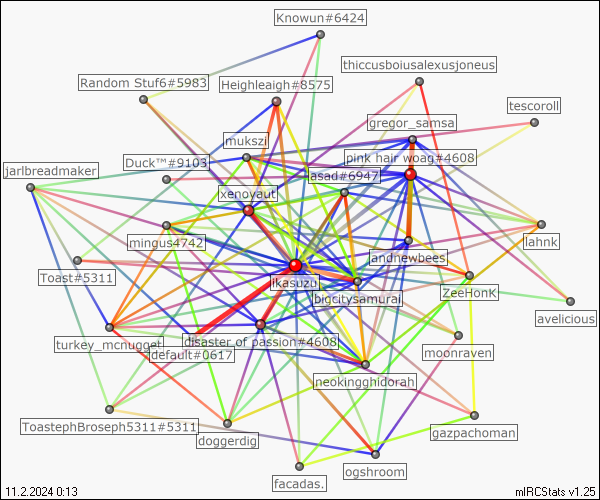 Knowun#6424
thiccusboiusalexusjoneus
Random Stuf6#5983
Heighleigh#8575
tescoroll
gregor_samsa
mukszi
pink hair woag#4608
Duck™#9103
jarlbreadmaker
asad#6947
xenoyaut
lahnk
mingus4742
andnewbees
Toast#5311
ikasuzu
ZeeHonk
bigcitysamurai
avelicious
turkey_mcnugget
disaster of passion#4608
moonraven
default#0617
neokingghidorah
ToastephBroseph5311#5311
gazpachoman
doggerdig
ogshroom
facadas.
11.2.2024 0:13
mIRCStats v1.25